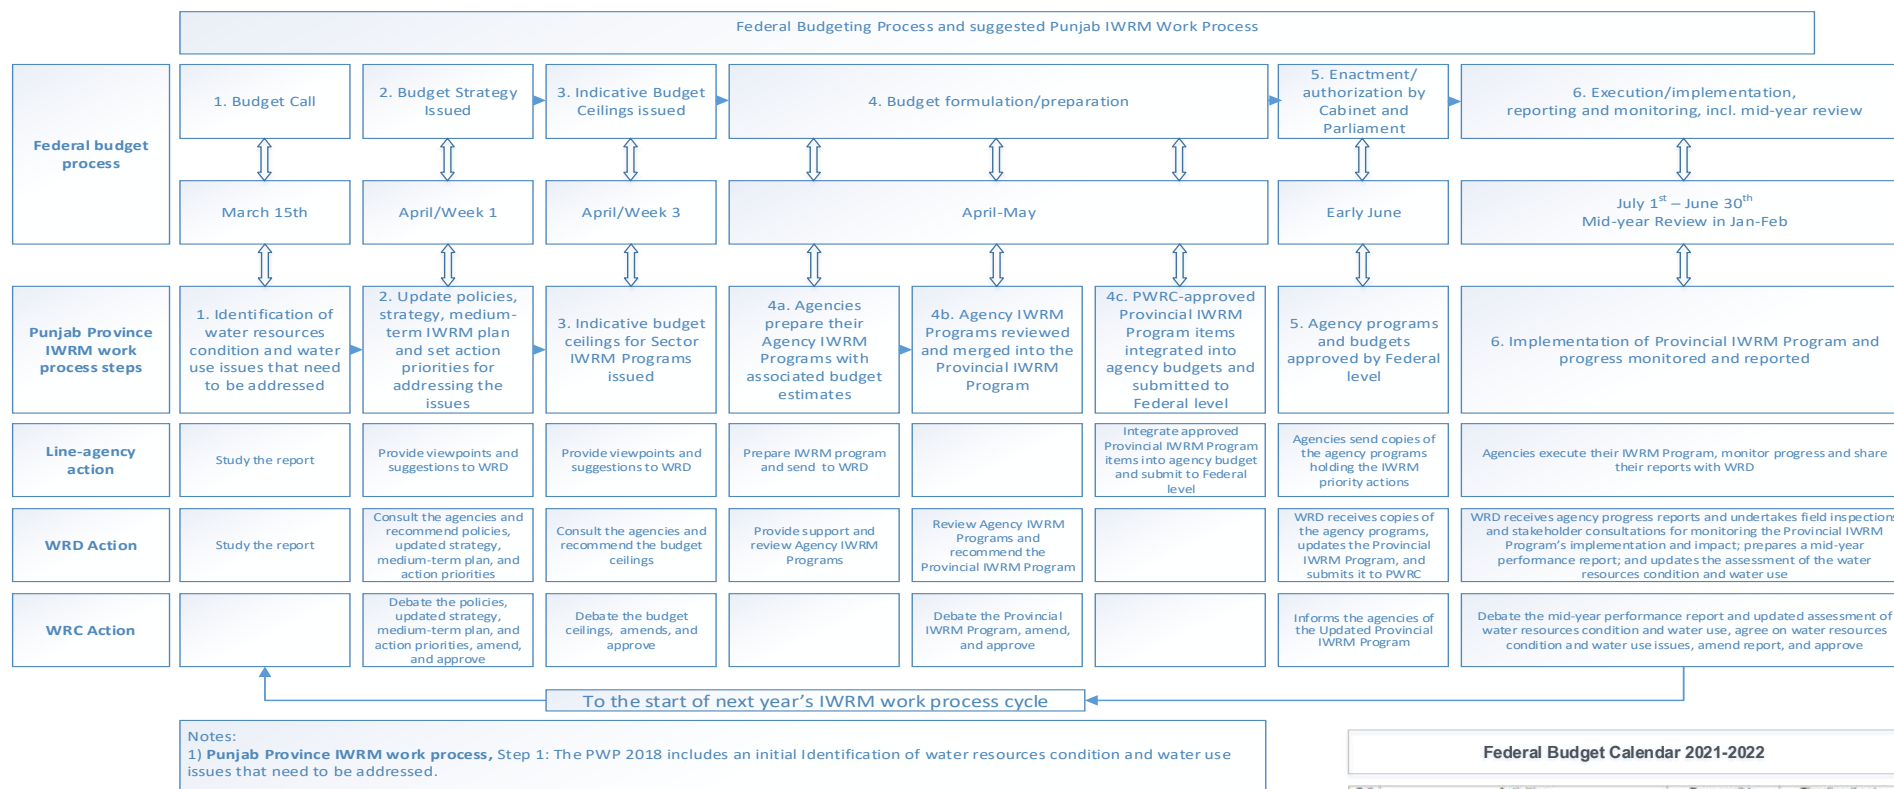 Federal Budgeting Process and suggested Punjab IWRM Work Process
Federal budget
process
1. Budget Call
2. Budget Strategy
Issued
3. Indicative Budget
Ceilings issued
4. Budget formulation/preparation
5. Enactment/
authorization by
Cabinet and
Parliament
6. Execution/implementation,
reporting and monitoring, incl. mid-year review
March 15th
April/Week 1
April/Week 3
April-May
Early June
July 1st – June 30th
Mid-year Review in Jan-Feb
Punjab Province
IWRM work
process steps
1. Identification of
water resources
condition and water
use issues that need
to be addressed
2. Update policies,
strategy, medium-
term IWRM plan
and set action
priorities for
addressing the
issues
3. Indicative budget
ceilings for Sector
IWRM Programs
issued
4a. Agencies
prepare their
Agency IWRM
Programs with
associated budget
estimates
4b. Agency IWRM
Programs reviewed
and merged into the
Provincial IWRM
Program
4c. PWRC-approved
Provincial IWRM
Program items
integrated into
agency budgets and
submitted to
Federal level
5. Agency programs
and budgets
approved by Federal
level
6. Implementation of Provincial IWRM Program and
progress monitored and reported
Line-agency
action
Study the report
Provide viewpoints and
suggestions to WRD
Provide viewpoints and
suggestions to WRD
Prepare IWRM program
and send to WRD
Integrate approved
Provincial IWRM Program
items into agency budget
and submit to Federal
level
Agencies send copies of
the agency programs
holding the IWRM
priority actions
Agencies execute their IWRM Program, monitor progress and share
their reports with WRD
WRD Action
Study the report
Consult the agencies and
recommend policies,
updated strategy,
medium-term plan, and
action priorities
Consult the agencies and
recommend the budget
ceilings
Provide support and
review Agency IWRM
Programs
Review Agency IWRM
Programs and
recommend the
Provincial IWRM Program
WRD receives copies of
the agency programs,
updates the Provincial
IWRM Program, and
submits it to PWRC
WRD receives agency progress reports and undertakes field inspections
and stakeholder consultations for monitoring the Provincial IWRM
Program's implementation and impact; prepares a mid-year
performance report; and updates the assessment of the water
resources condition and water use
WRC Action
Debate the policies,
updated strategy,
medium-term plan, and
action priorities, amend,
and approve
Debate the budget
ceilings, amends, and
approve
Debate the Provincial
IWRM Program, amend,
and approve
Informs the agencies of
the Updated Provincial
IWRM Program
Debate the mid-year performance report and updated assessment of
water resources condition and water use, agree on water resources
condition and water use issues, amend report, and approve
To the start of next year's IWRM work process cycle
Notes:
1) Punjab Province IWRM work process, Step 1: The PWP 2018 includes an initial Identification of water resources condition and water use
issues that need to be addressed.
Federal Budget Calendar 2021-2022